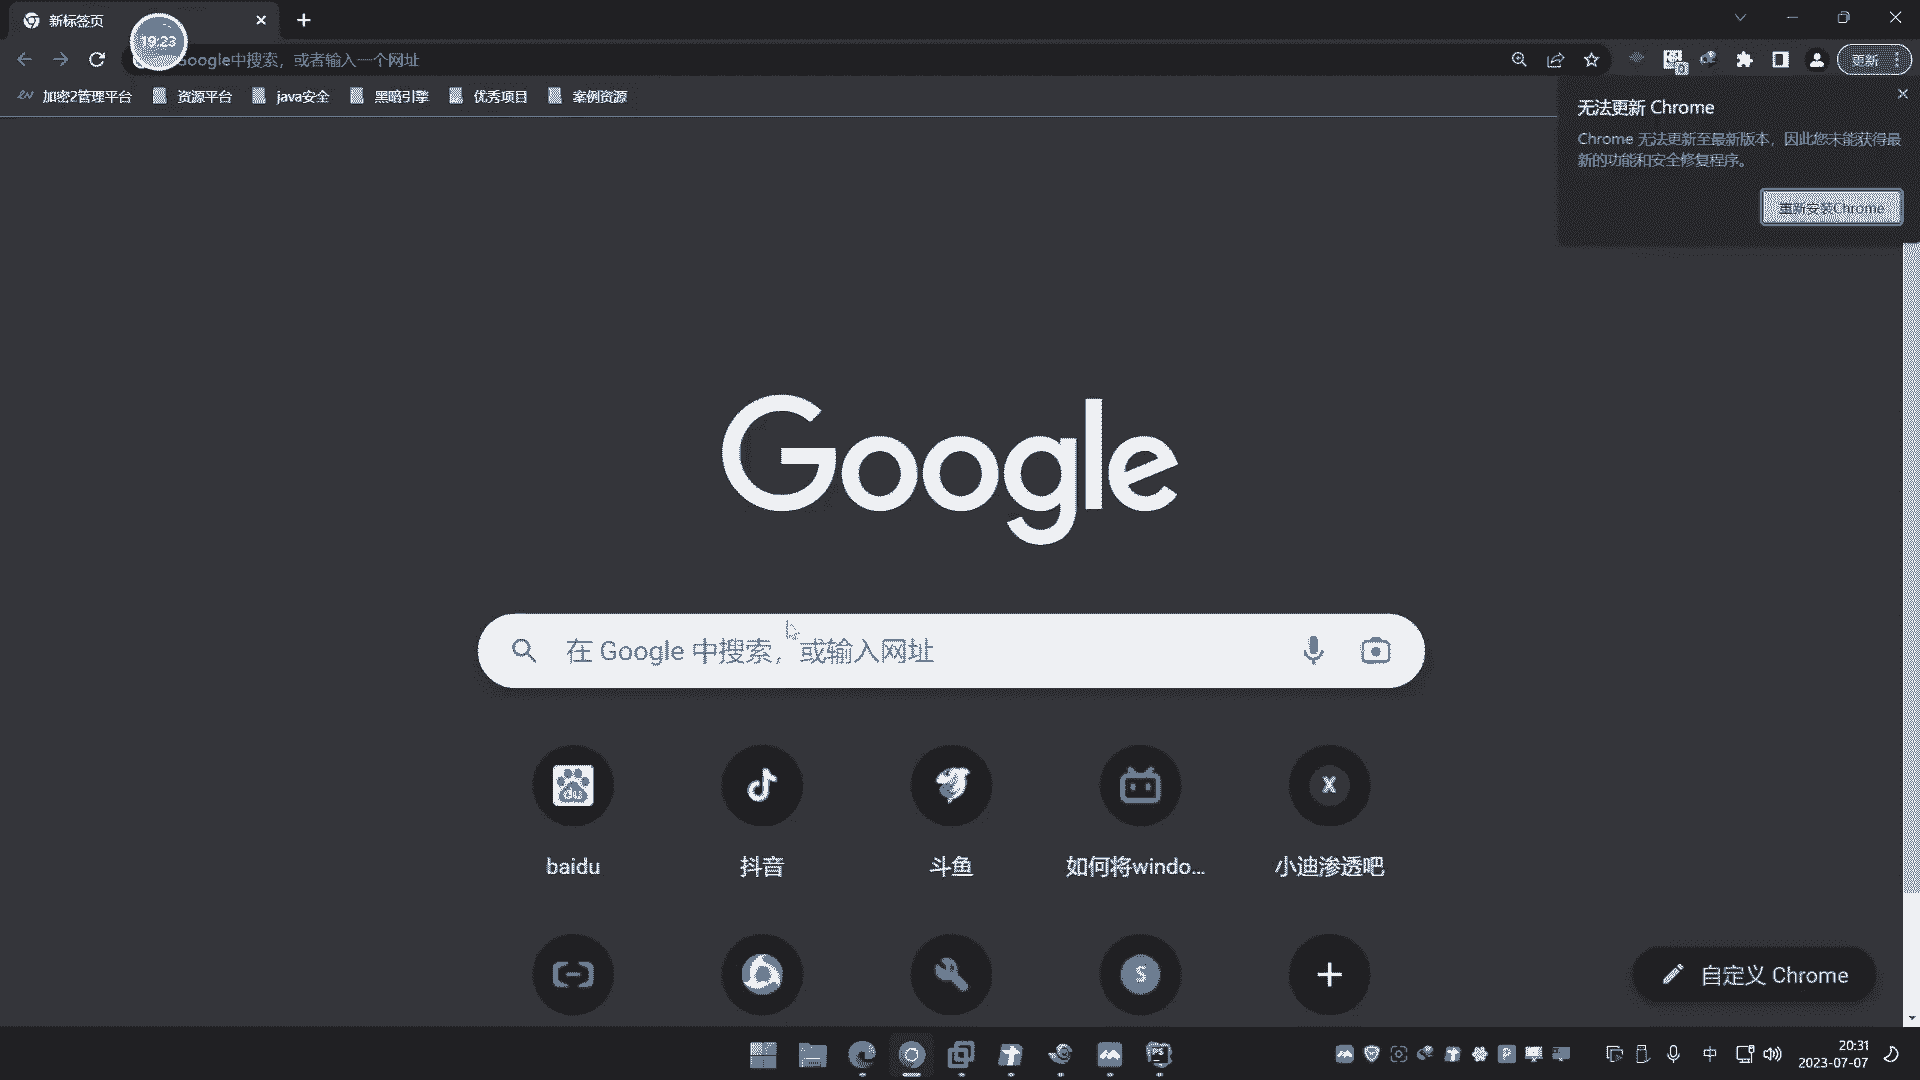 新标签页
19:23
Google中搜索，或者输入一个网址
更新
加密2管理平台 资源平台 java安全 黑暗引擎 优秀项目 案例资源
无法更新 Chrome
Chrome 无法更新至最新版本，因此您未能获得最
新的功能和安全修复程序。
重新安装Chrome
Google
在 Google 中搜索，或输入网址
du
X
baidu 抖音 斗鱼 如何将windo... 小迪渗透吧
S
自定义 Chrome
PS
P
中
20:31
2023-07-07